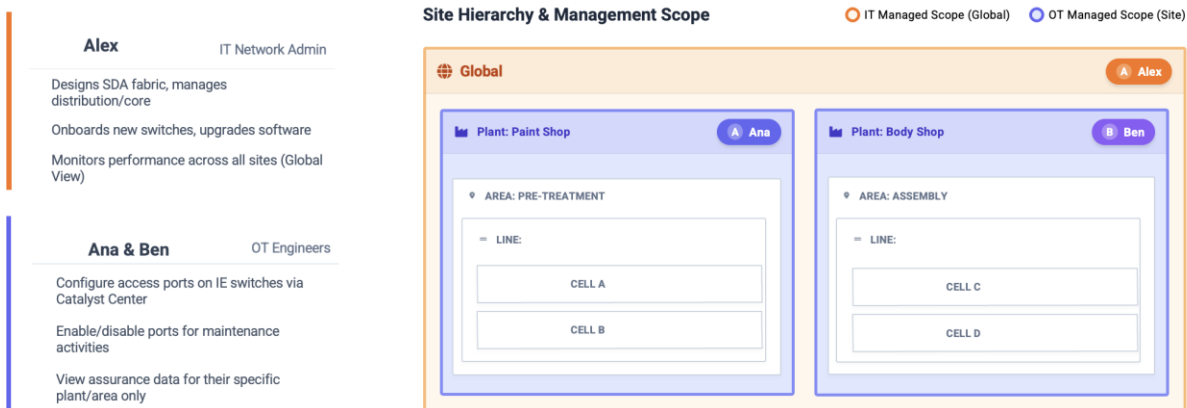 Alex
IT Network Admin
Designs SDA fabric, manages
distribution/core
Onboards new switches, upgrades software
Monitors performance across all sites (Global
View)
Ana & Ben
OT Engineers
Configure access ports on IE switches via
Catalyst Center
Enable/disable ports for maintenance
activities
View assurance data for their specific
plant/area only
Site Hierarchy & Management Scope
IT Managed Scope (Global)
OT Managed Scope (Site)
Global
A Alex
Plant: Paint Shop
A Ana
AREA: PRE-TREATMENT
LINE:
CELL A
CELL B
Plant: Body Shop
B Ben
AREA: ASSEMBLY
LINE:
CELL C
CELL D